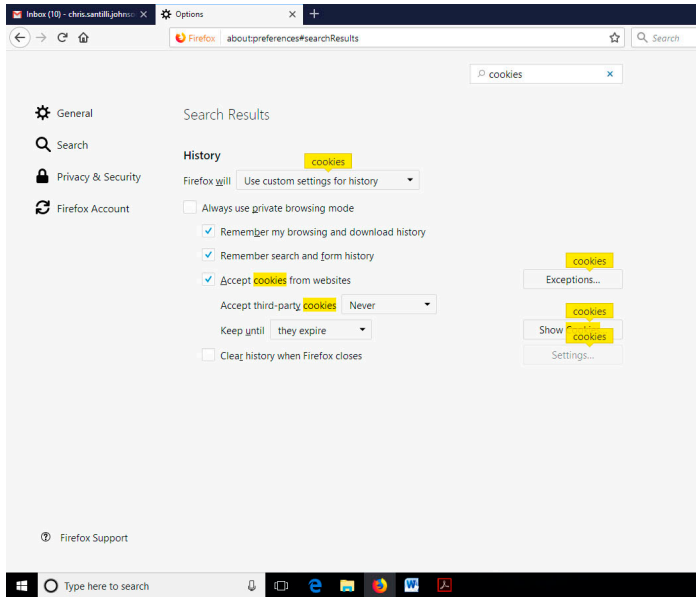 Inbox (10) - chris.santilli.johnso
Options
Firefox about:preferences#searchResults
Search
cookies
General
Search
Privacy & Security
Firefox Account
Search Results
History
cookies
Firefox will Use custom settings for history
Always use private browsing mode
Remember my browsing and download history
Remember search and form history
cookies
Accept cookies from websites Exceptions...
Accept third-party cookies Never
cookies
Keep until they expire Show
cookies
Clear history when Firefox closes Settings...
Firefox Support
Type here to search